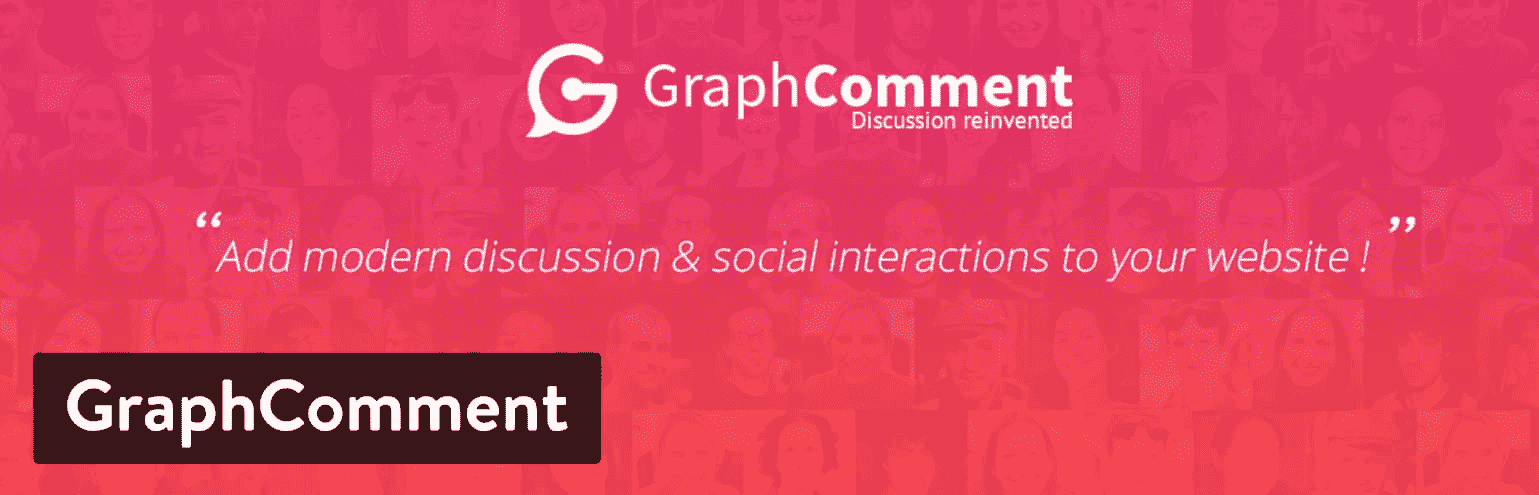 GraphComment
Discussion reinvented
“Add modern discussion & social interactions to your website ! ”
GraphComment